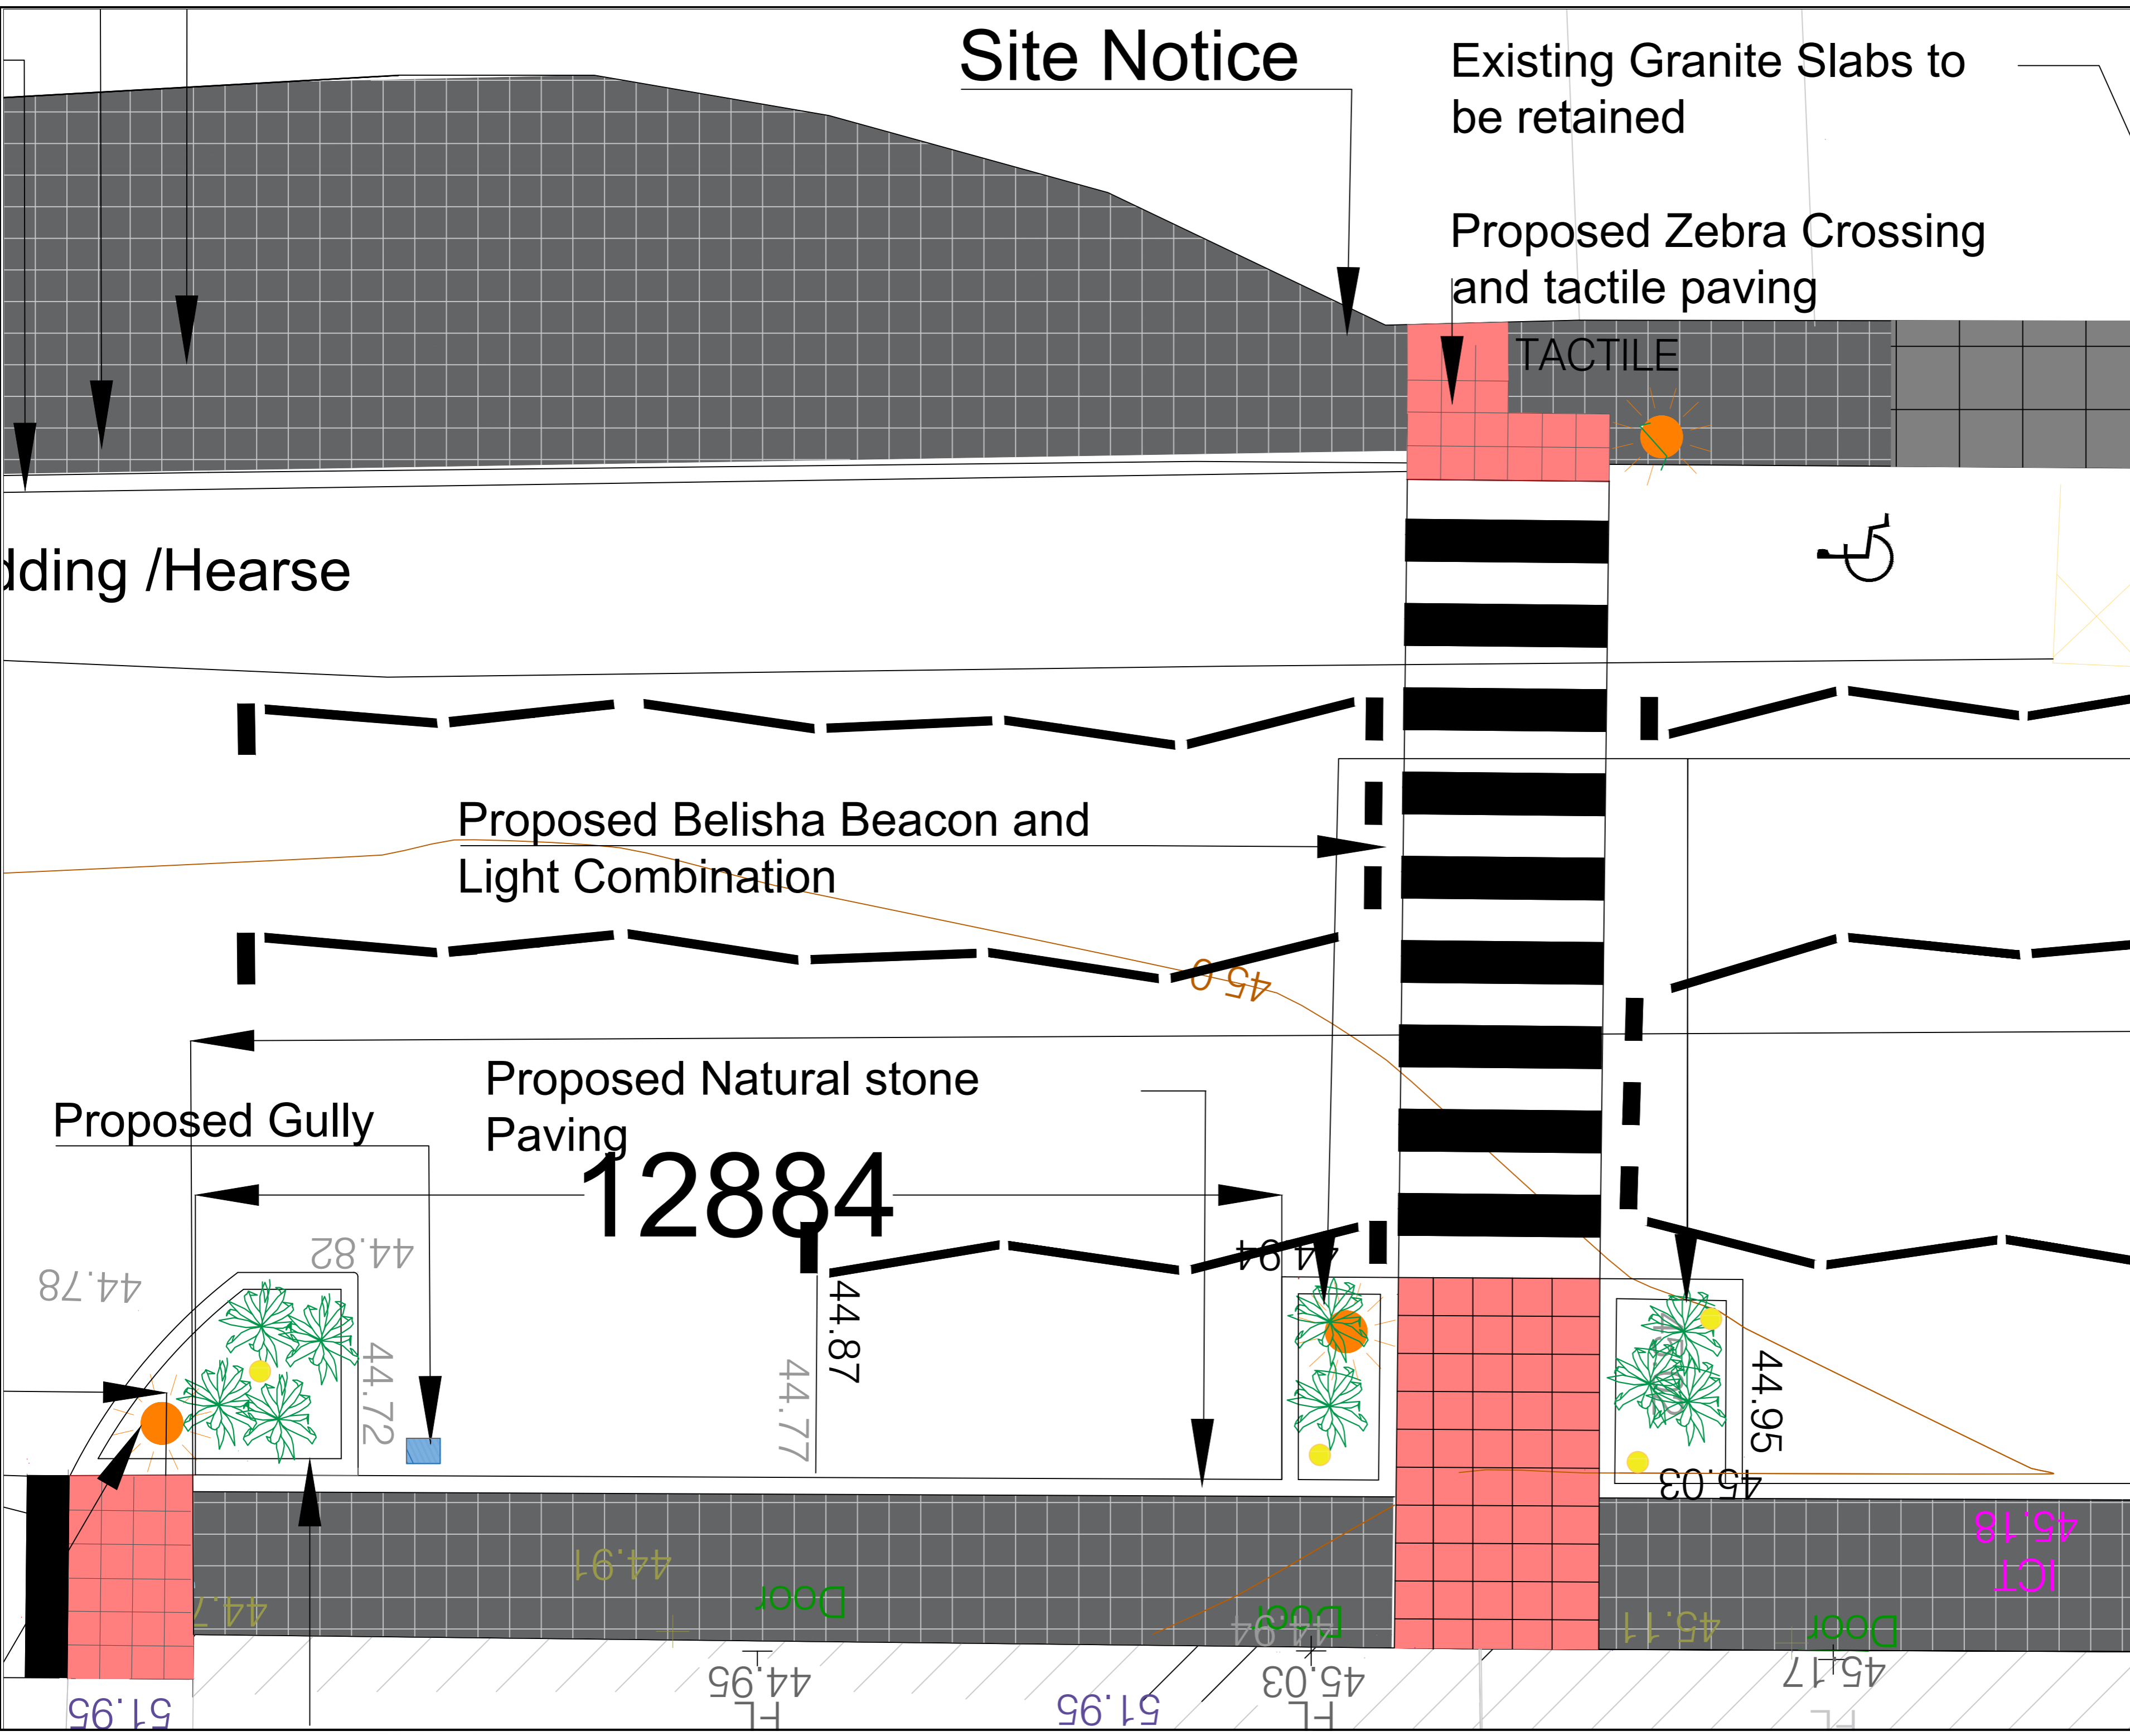 Site Notice
Existing Granite Slabs to
be retained
Proposed Zebra Crossing
and tactile paving
TACTILE
/Hearse
Proposed Belisha Beacon and
Light Combination
45.0
Proposed Natural stone
Paving
Proposed Gully
12884
44.82
44.78
44.94
44.87
44.72
44.77
44.95
45.03
45.18
ICT
44.91
Door
Door
44.94
45.11
Door
44.95
FL
45.03
FL
45.17
FL
51.95
51.95